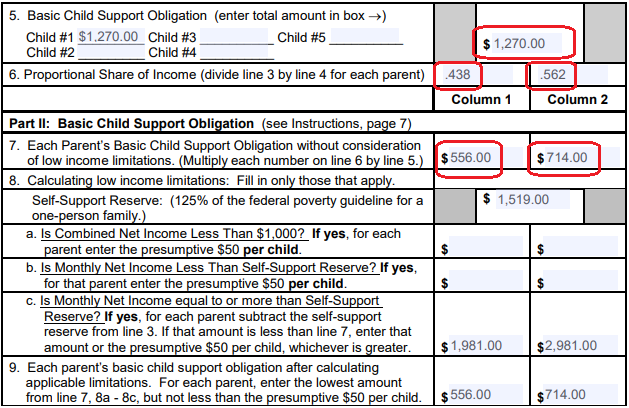 5. Basic Child Support Obligation (enter total amount in box →)
Child #1 $1,270.00 Child #3 Child #5
Child #2 Child #4
$ 1,270.00
6. Proportional Share of Income (divide line 3 by line 4 for each parent) .438 .562
Column 1 Column 2
Part II: Basic Child Support Obligation (see Instructions, page 7)
7. Each Parent's Basic Child Support Obligation without consideration
of low income limitations. (Multiply each number on line 6 by line 5.) $ 556.00 $ 714.00
8. Calculating low income limitations: Fill in only those that apply.
Self-Support Reserve: (125% of the federal poverty guideline for a
one-person family.)
$ 1,519.00
a. Is Combined Net Income Less Than $1,000? If yes, for each
parent enter the presumptive $50 per child. $ $
b. Is Monthly Net Income Less Than Self-Support Reserve? If yes,
for that parent enter the presumptive $50 per child. $ $
c. Is Monthly Net Income equal to or more than Self-Support
Reserve? If yes, for each parent subtract the self-support
reserve from line 3. If that amount is less than line 7, enter that
amount or the presumptive $50 per child, whichever is greater. $ 1,981.00 $2,981.00
9. Each parent's basic child support obligation after calculating
applicable limitations. For each parent, enter the lowest amount
from line 7, 8a - 8c, but not less than the presumptive $50 per child. $ 556.00 $714.00